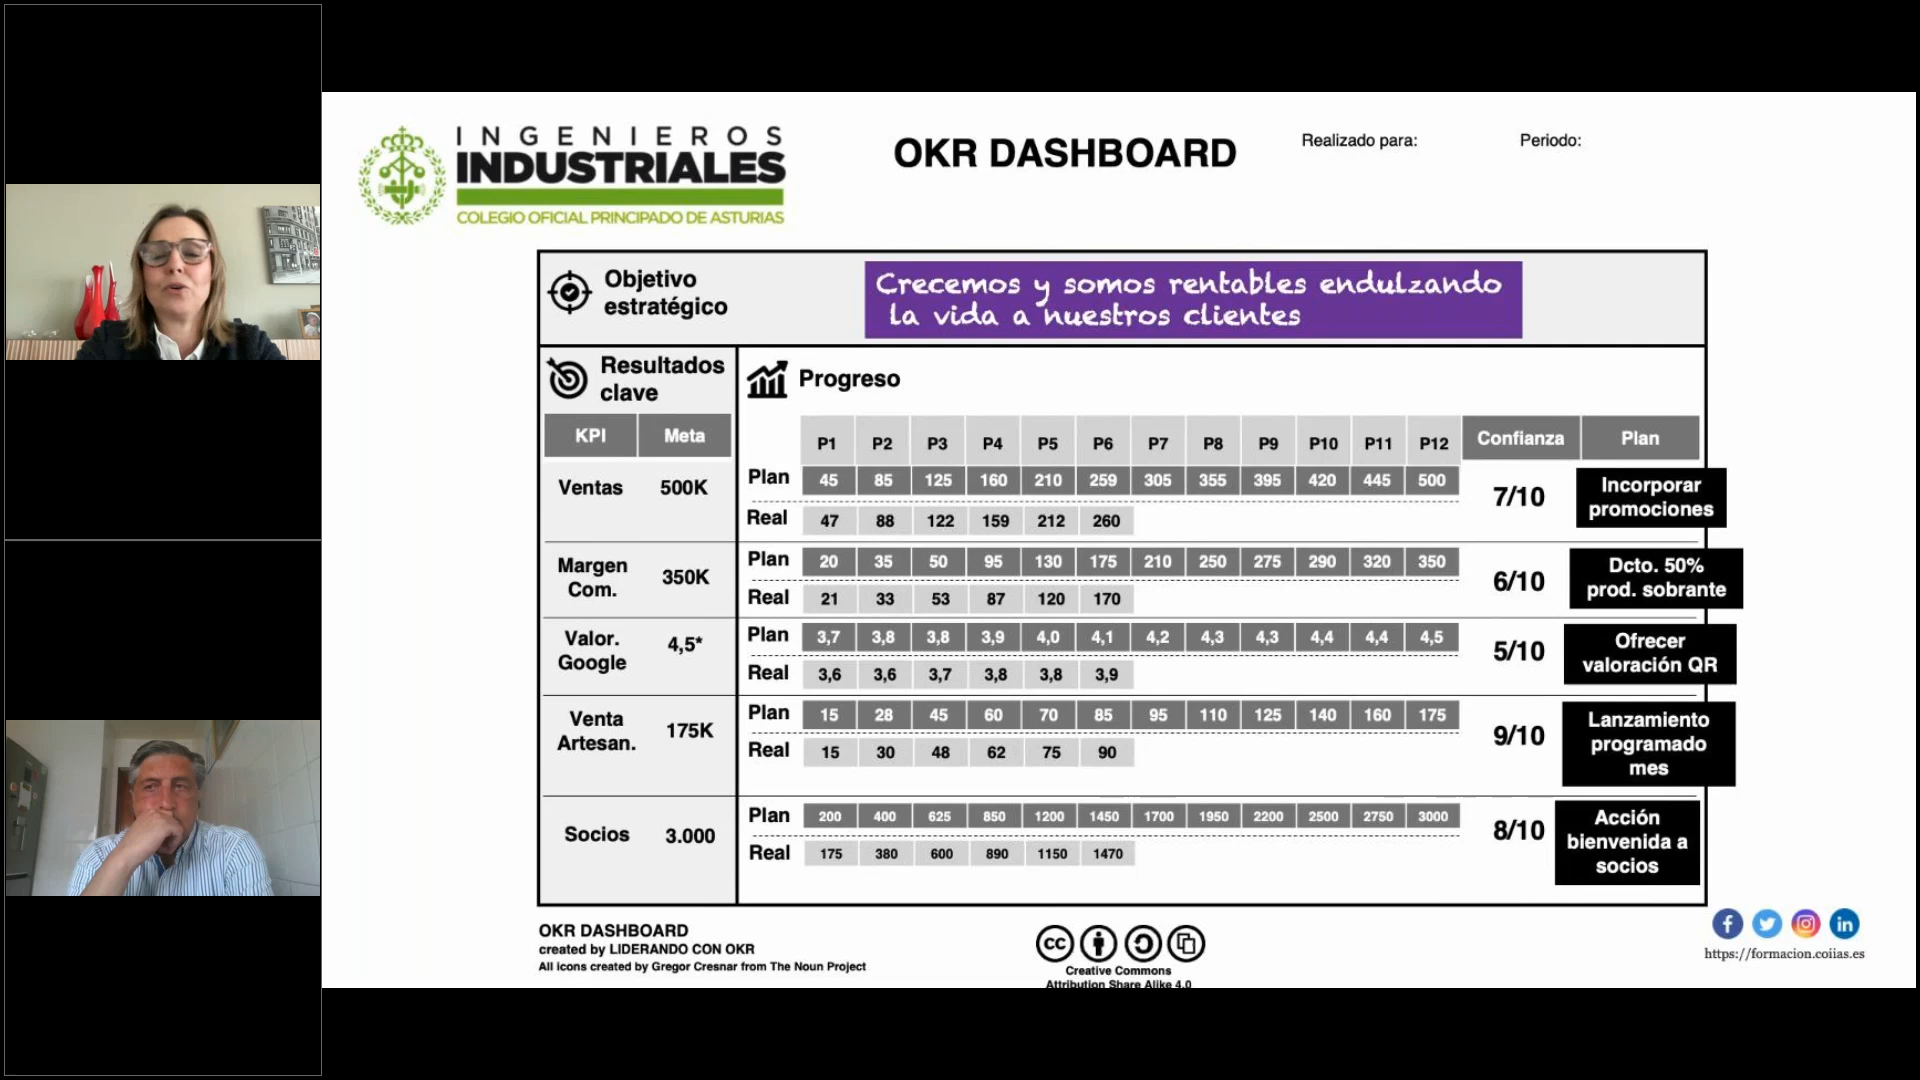 INGENIEROS
INDUSTRIALES
COLEGIO OFICIAL PRINCIPADO DE ASTURIAS
OKR DASHBOARD
Realizado para:
Periodo:
Objetivo
estratégico
Crecemos y somos rentables endulzando
la vida a nuestros clientes
Resultados
clave
Progreso
KPI Meta
P1 P2 P3 P4 P5 P6 P7 P8 P9 P10 P11 P12 Confianza Plan
Ventas 500K
Plan 45 85 125 160 210 259 305 355 395 420 445 500
Real 47 88 122 159 212 260
7/10
Incorporar
promociones
Margen
Com.
350K
Plan 20 35 50 95 130 175 210 250 275 290 320 350
Real 21 33 53 87 120 170
6/10
Dcto. 50%
prod. sobrante
Valor.
Google
4,5*
Plan 3,7 3,8 3,8 3,9 4,0 4,1 4,2 4,3 4,3 4,4 4,4 4,5
Real 3,6 3,6 3,7 3,8 3,8 3,9
5/10
Ofrecer
valoración QR
Venta
Artesan.
175K
Plan 15 28 45 60 70 85 95 110 125 140 160 175
Real 15 30 48 62 75 90
9/10
Lanzamiento
programado
mes
Socios 3.000
Plan 200 400 625 850 1200 1450 1700 1950 2200 2500 2750 3000
Real 175 380 600 890 1150 1470
8/10
Acción
bienvenida a
socios
OKR DASHBOARD
created by LIDERANDO CON OKR
All icons created by Gregor Cresnar from The Noun Project
cc
Creative Commons
Attribution Share Alike 4.0
f
in
https://formacion.coiias.es